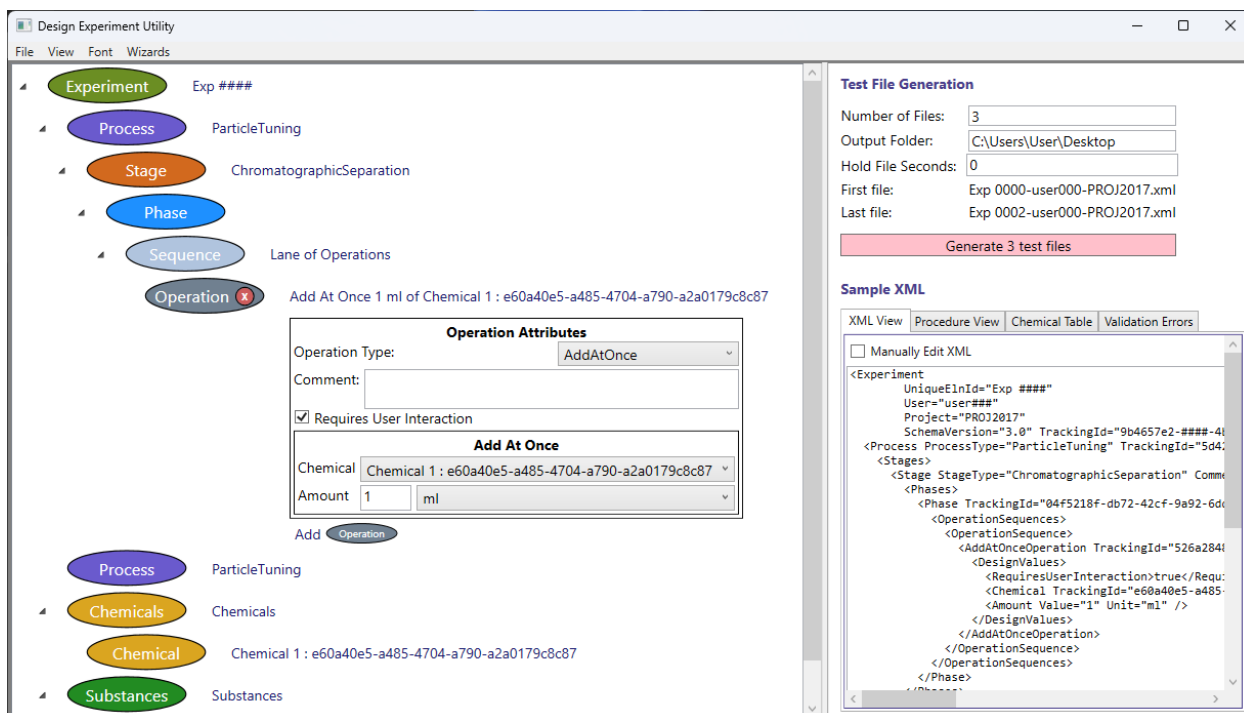 Design Experiment Utility
File View Font Wizards
Experiment Exp ####
Process ParticleTuning
Stage ChromatographicSeparation
Phase
Sequence Lane of Operations
Operation x Add At Once 1 ml of Chemical 1 : e60a40e5-a485-4704-a790-a2a0179c8c87
Operation Attributes
Operation Type: AddAtOnce
Comment:
Requires User Interaction
Add At Once
Chemical Chemical 1 : e60a40e5-a485-4704-a790-a2a0179c8c87
Amount 1 ml
Add Operation
Process ParticleTuning
Chemicals Chemicals
Chemical Chemical 1 : e60a40e5-a485-4704-a790-a2a0179c8c87
Substances Substances
Test File Generation
Number of Files: 3
Output Folder: C:\Users\User\Desktop
Hold File Seconds: 0
First file: Exp 0000-user000-PROJ2017.xml
Last file: Exp 0002-user000-PROJ2017.xml
Generate 3 test files
Sample XML
XML View Procedure View Chemical Table Validation Errors
Manually Edit XML
<Experiment
UniqueElnId="Exp ####"
User="user###"
Project="PROJ2017"
SchemaVersion="3.0" TrackingId="9b4657e2-####-4
<Process ProcessType="ParticleTuning" TrackingId="5d42
<Stages>
<Stage StageType="ChromatographicSeparation" Comme
<Phases>
<Phase TrackingId="04f5218f-db72-42cf-9a92-6d
<OperationSequences>
<OperationSequence>
<AddAtOnceOperation TrackingId="526a284
<DesignValues>
<RequiresUserInteraction>true</Requi
<Chemical TrackingId="e60a40e5-a485-
<Amount Value="1" Unit="ml" />
</DesignValues>
</AddAtOnceOperation>
</OperationSequence>
</OperationSequences>
</Phase>